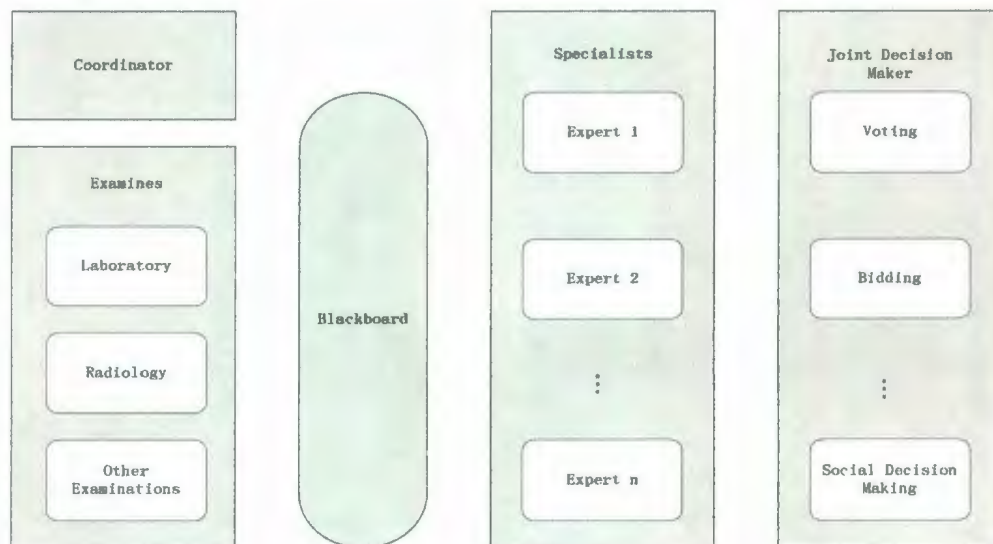 Coordinator
Examines
Laboratory
Radiology
Other
Examinations
Blackboard
Specialists
Expert 1
Expert 2
⋮
Expert n
Joint Decision
Maker
Voting
Bidding
⋮
Social Decision
Making